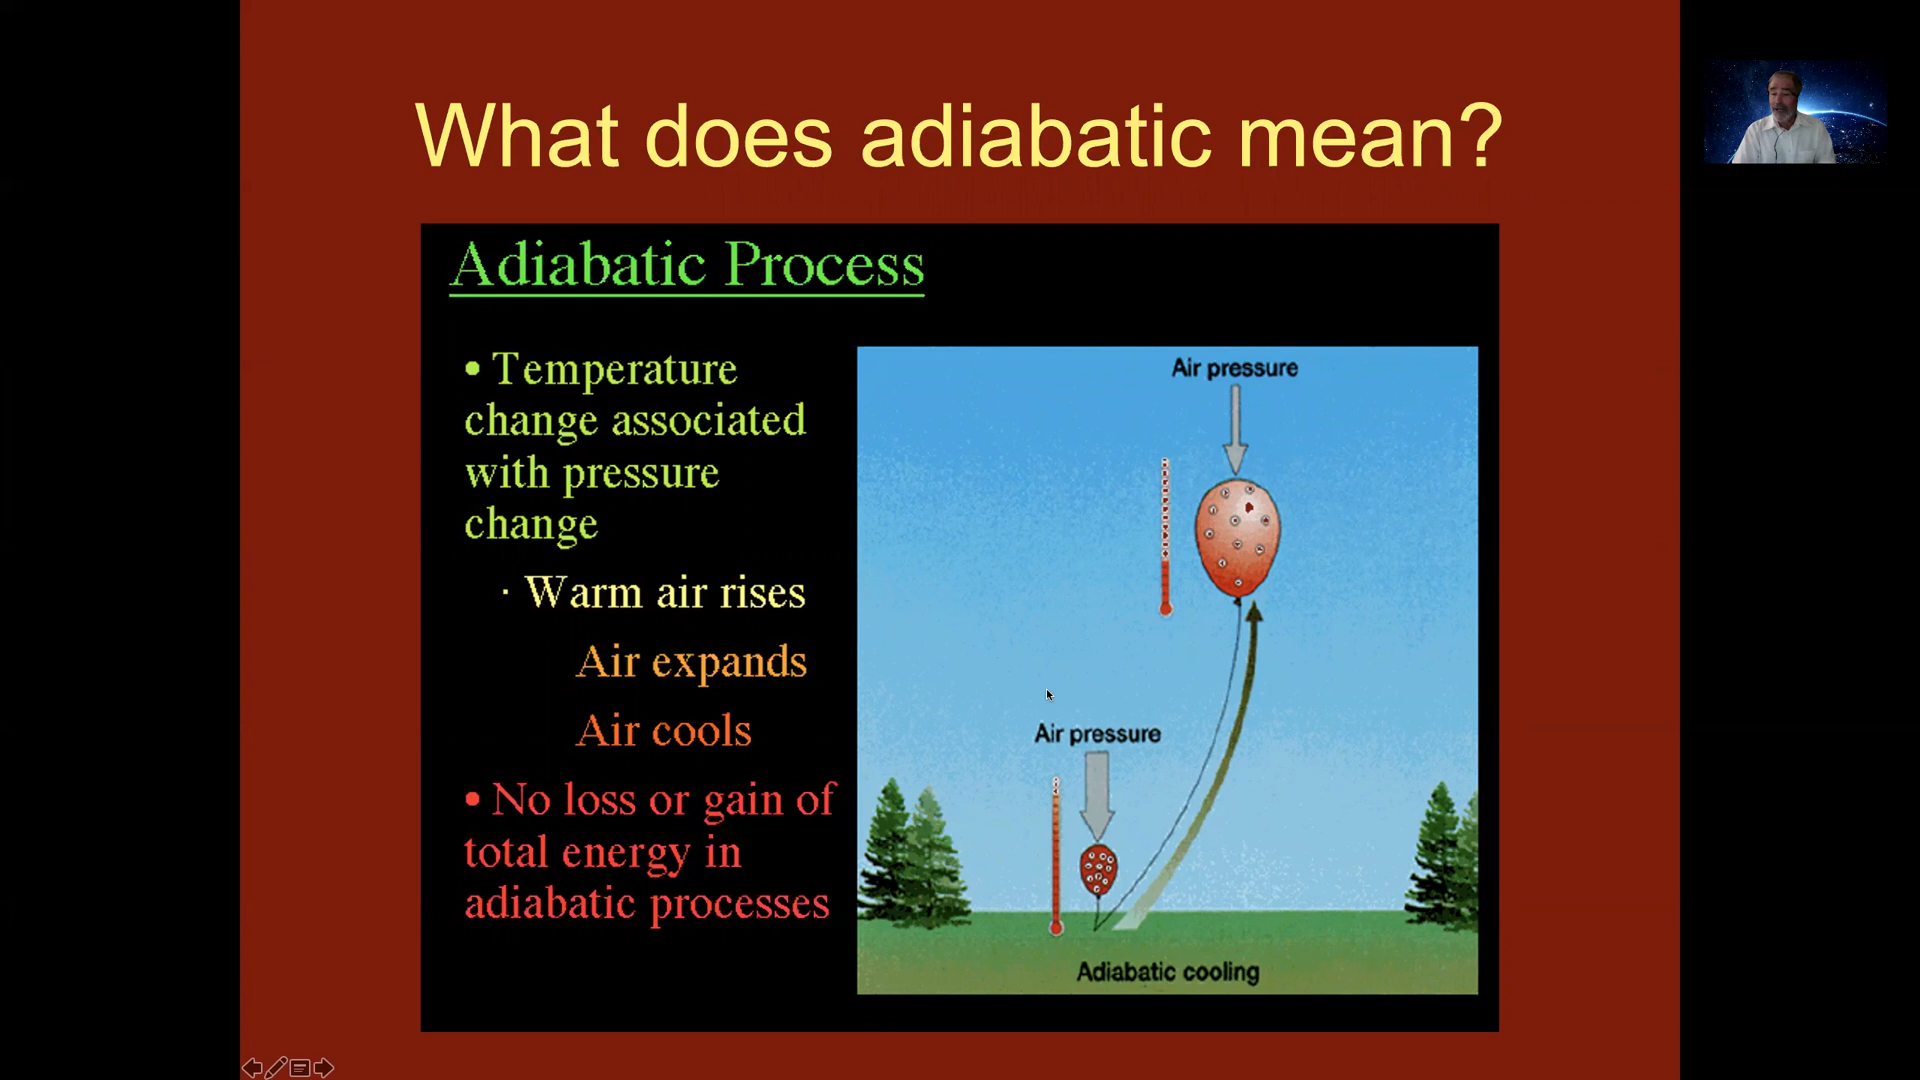 What does adiabatic mean?
Adiabatic Process
• Temperature
change associated
with pressure
change
· Warm air rises
Air expands
Air cools
• No loss or gain of
total energy in
adiabatic processes
Air pressure
Air pressure
Adiabatic cooling